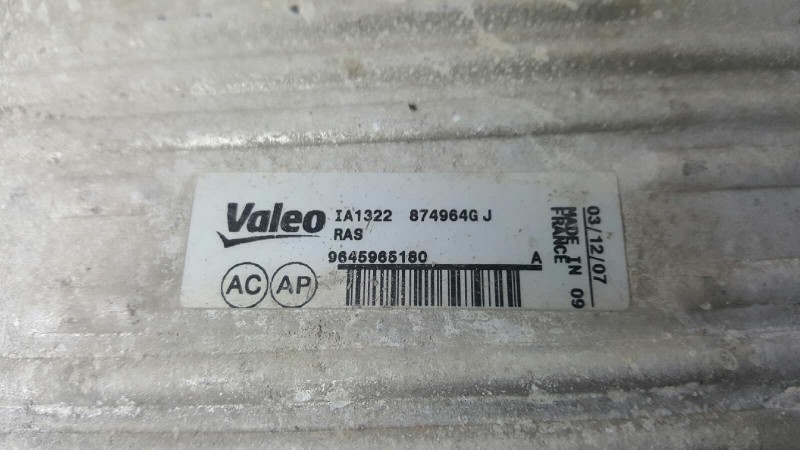 Valeo IA1322 874964G J
RAS
9645965180 A
AC AP
MADE IN 09
FRANCE
03/12/07